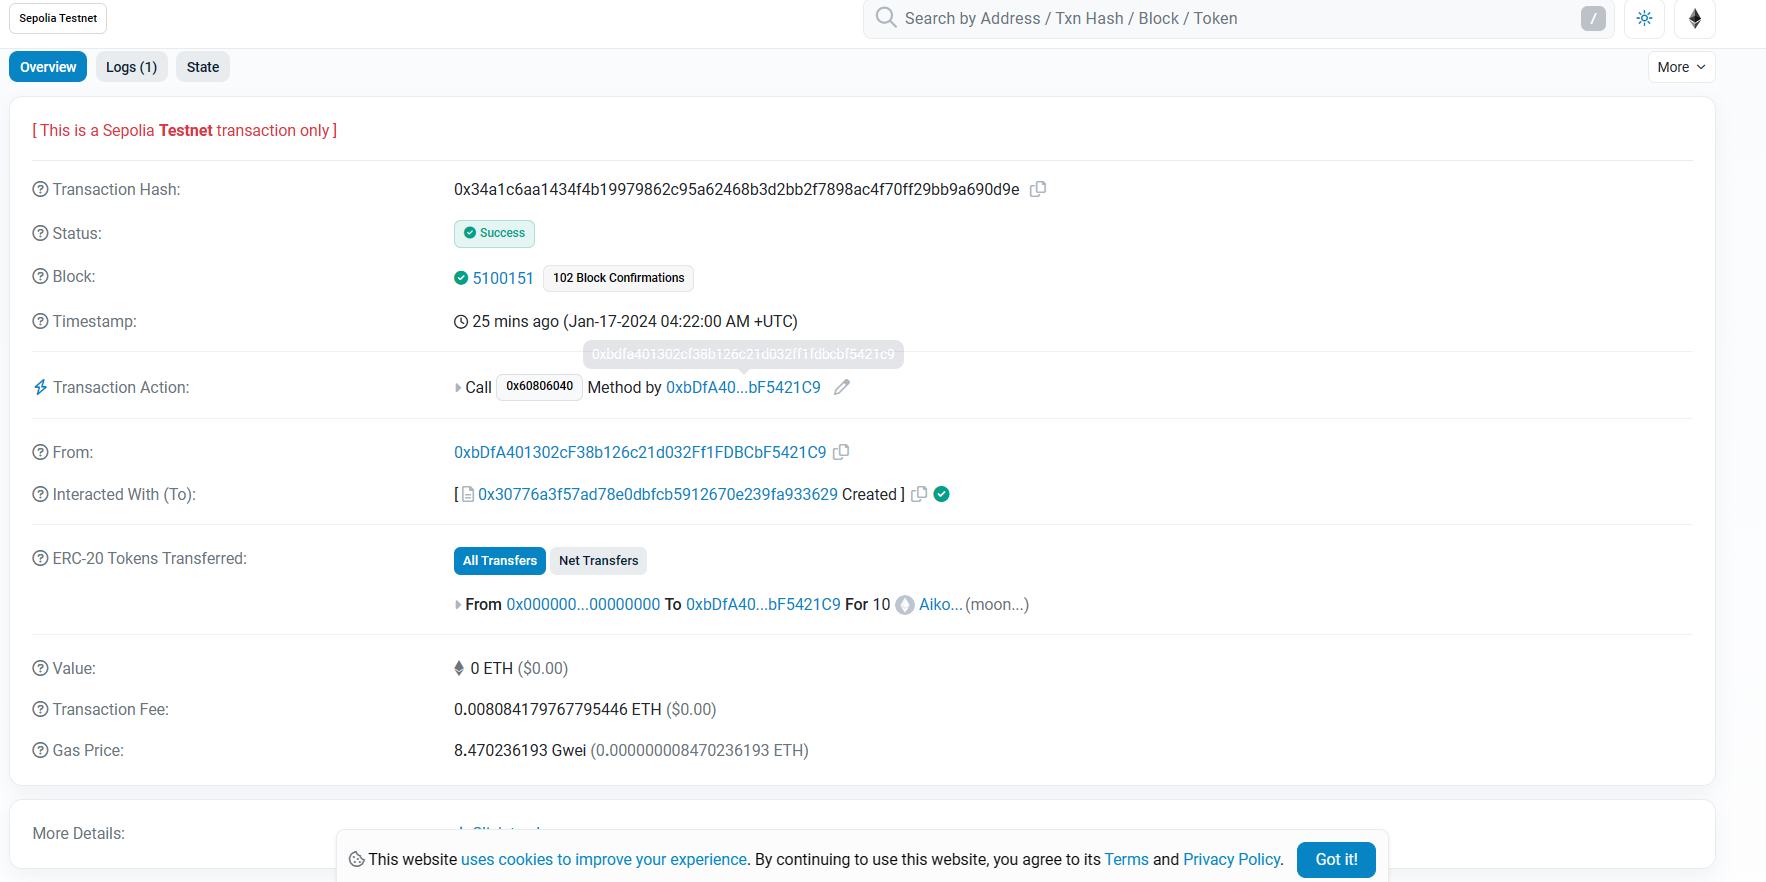 Sepolia Testnet
Search by Address / Txn Hash / Block / Token /
Overview Logs (1) State More
[ This is a Sepolia Testnet transaction only ]
Transaction Hash: 0x34a1c6aa1434f4b19979862c95a62468b3d2bb2f7898ac4f70ff29bb9a690d9e
Status: Success
Block: 5100151 102 Block Confirmations
Timestamp: 25 mins ago (Jan-17-2024 04:22:00 AM +UTC)
0xbdfa401302cf38b126c21d032ff1fdbcbf5421c9
Transaction Action: Call 0x60806040 Method by 0xbDfA40...bF5421C9
From: 0xbDfA401302cF38b126c21d032Ff1FDBCbF5421C9
Interacted With (To): [ 0x30776a3f57ad78e0dbfcb5912670e239fa933629 Created ]
ERC-20 Tokens Transferred: All Transfers Net Transfers
From 0x000000...00000000 To 0xbDfA40...bF5421C9 For 10 Aiko... (moon...)
Value: 0 ETH ($0.00)
Transaction Fee: 0.008084179767795446 ETH ($0.00)
Gas Price: 8.470236193 Gwei (0.000000008470236193 ETH)
More Details:
This website uses cookies to improve your experience. By continuing to use this website, you agree to its Terms and Privacy Policy. Got it!